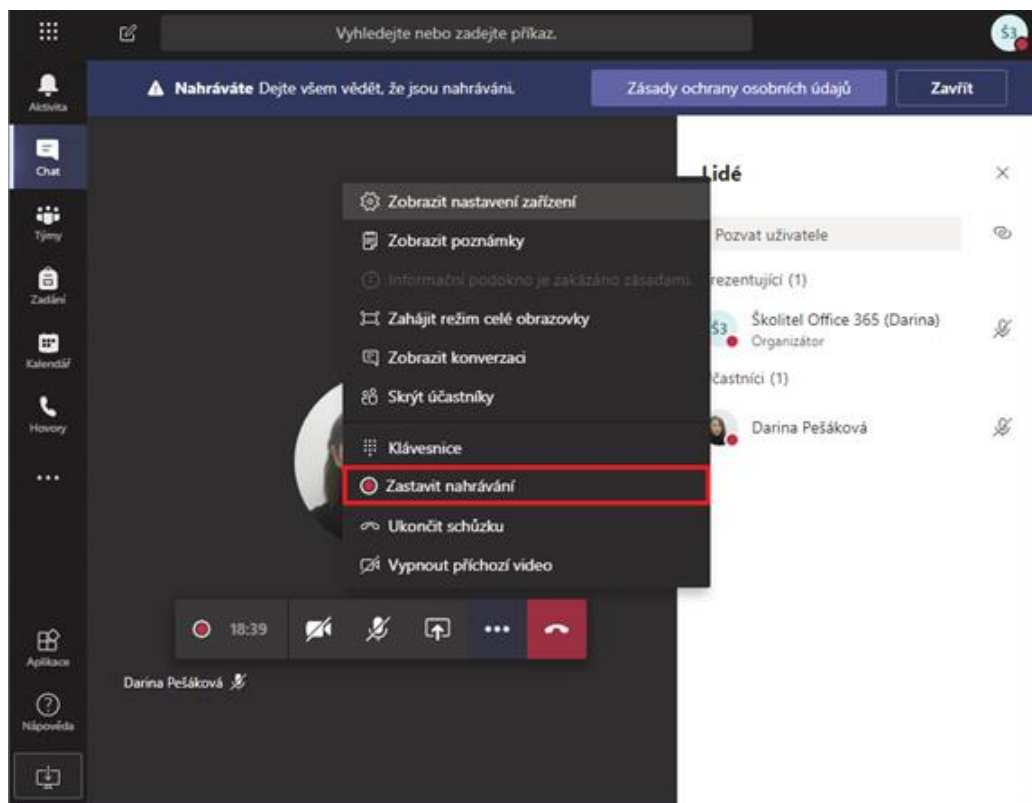 Vyhledejte nebo zadejte příkaz.
Š3
Aktivita
Nahráváte Dejte všem vědět, že jsou nahráváni.
Zásady ochrany osobních údajů
Zavřít
Chat
Týmy
Zadání
Kalendář
Hovory
Aplikace
Nápověda
Zobrazit nastavení zařízení
Zobrazit poznámky
Informační podokno je zakázáno zásadami.
Zahájit režim celé obrazovky
Zobrazit konverzaci
Skrýt účastníky
Klávesnice
Zastavit nahrávání
Ukončit schůzku
Vypnout příchozí video
18:39
Darina Pešáková
Lidé
Pozvat uživatele
rezentující (1)
Š3
Školitel Office 365 (Darina)
Organizátor
častníci (1)
Darina Pešáková